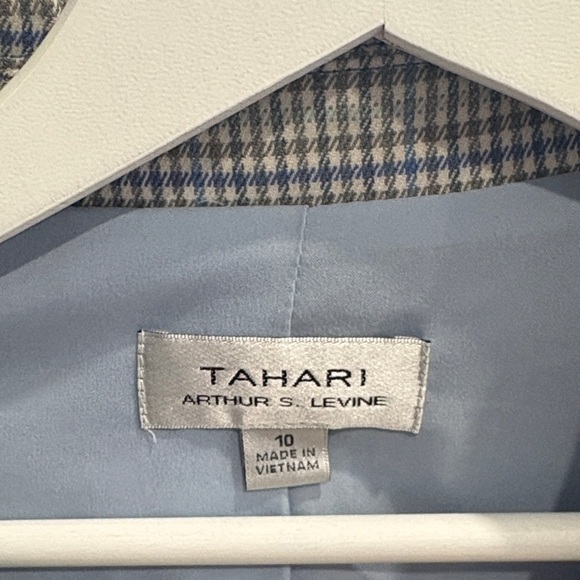 TAHARI
ARTHUR S. LEVINE
10
MADE IN
VIETNAM